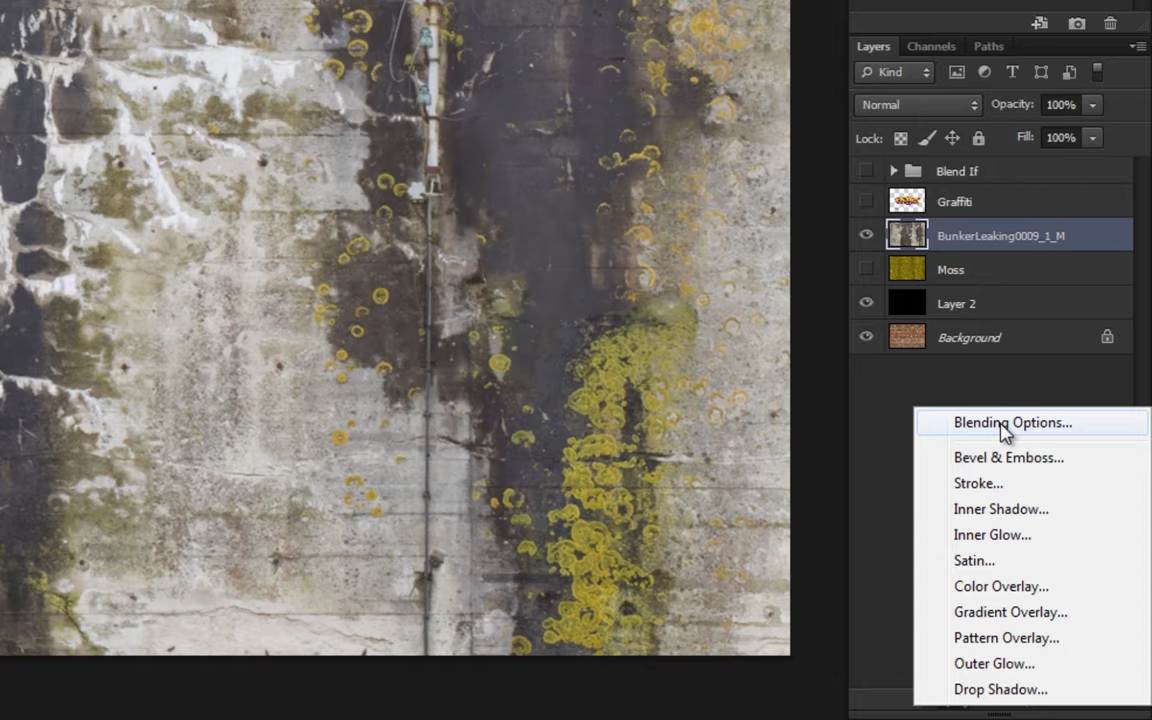 Layers Channels Paths
Kind
Normal Opacity: 100%
Lock: Fill: 100%
Blend If
Graffiti
BunkerLeaking0009_1_M
Moss
Layer 2
Background
Blending Options...
Bevel & Emboss...
Stroke...
Inner Shadow...
Inner Glow...
Satin...
Color Overlay...
Gradient Overlay...
Pattern Overlay...
Outer Glow...
Drop Shadow...